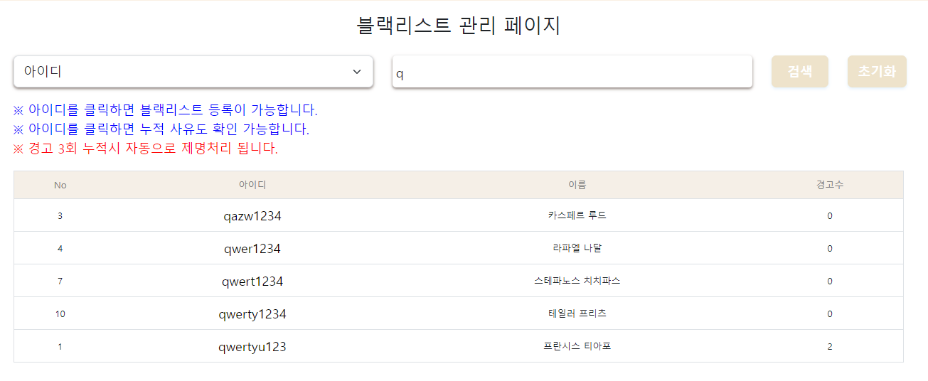 블랙리스트 관리 페이지
아이디 q 검색 초기화
※ 아이디를 클릭하면 블랙리스트 등록이 가능합니다.
※ 아이디를 클릭하면 누적 사유도 확인 가능합니다.
※ 경고 3회 누적시 자동으로 제명처리 됩니다.
No 아이디 이름 경고수
3 qazw1234 카스페르 루드 0
4 qwer1234 라파엘 나달 0
7 qwert1234 스테파노스 치치파스 0
10 qwerty1234 테일러 프리츠 0
1 qwertyu123 프란시스 티아포 2